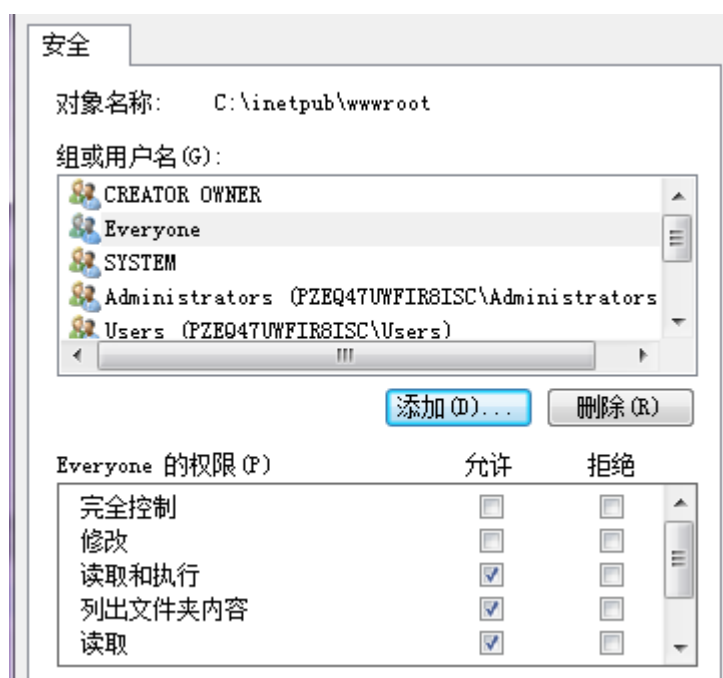 安全
对象名称: C:\inetpub\wwwroot
组或用户名(G):
CREATOR OWNER
Everyone
SYSTEM
Administrators (PZEQ47UWFIR8ISC\Administrators
Users (PZEQ47UWFIR8ISC\Users)
添加(D)... 删除(R)
Everyone 的权限(P) 允许 拒绝
完全控制
修改
读取和执行
列出文件夹内容
读取